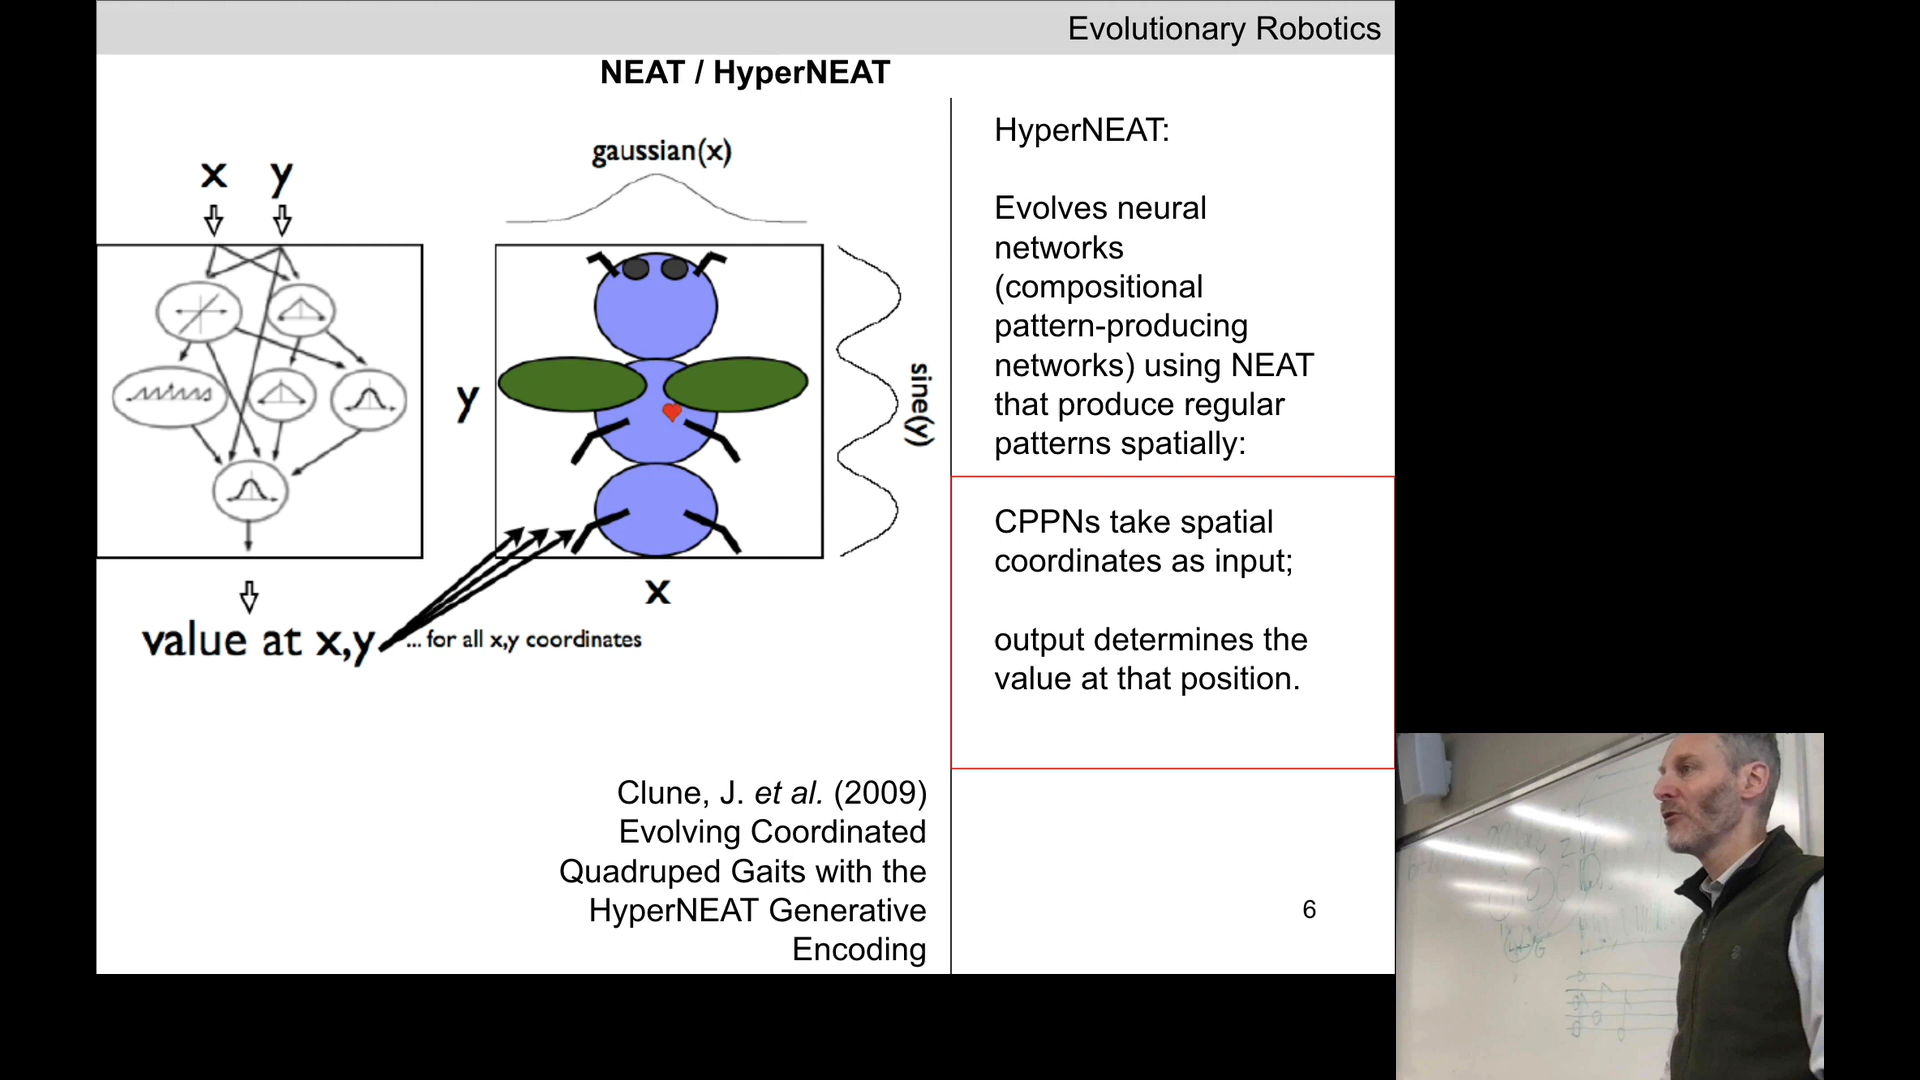 Evolutionary Robotics
NEAT / HyperNEAT
x y
gaussian(x)
y
sine(y)
x
value at x,y
... for all x,y coordinates
Clune, J. et al. (2009)
Evolving Coordinated
Quadruped Gaits with the
HyperNEAT Generative
Encoding
HyperNEAT:
Evolves neural
networks
(compositional
pattern-producing
networks) using NEAT
that produce regular
patterns spatially:
CPPNs take spatial
coordinates as input;
output determines the
value at that position.
6